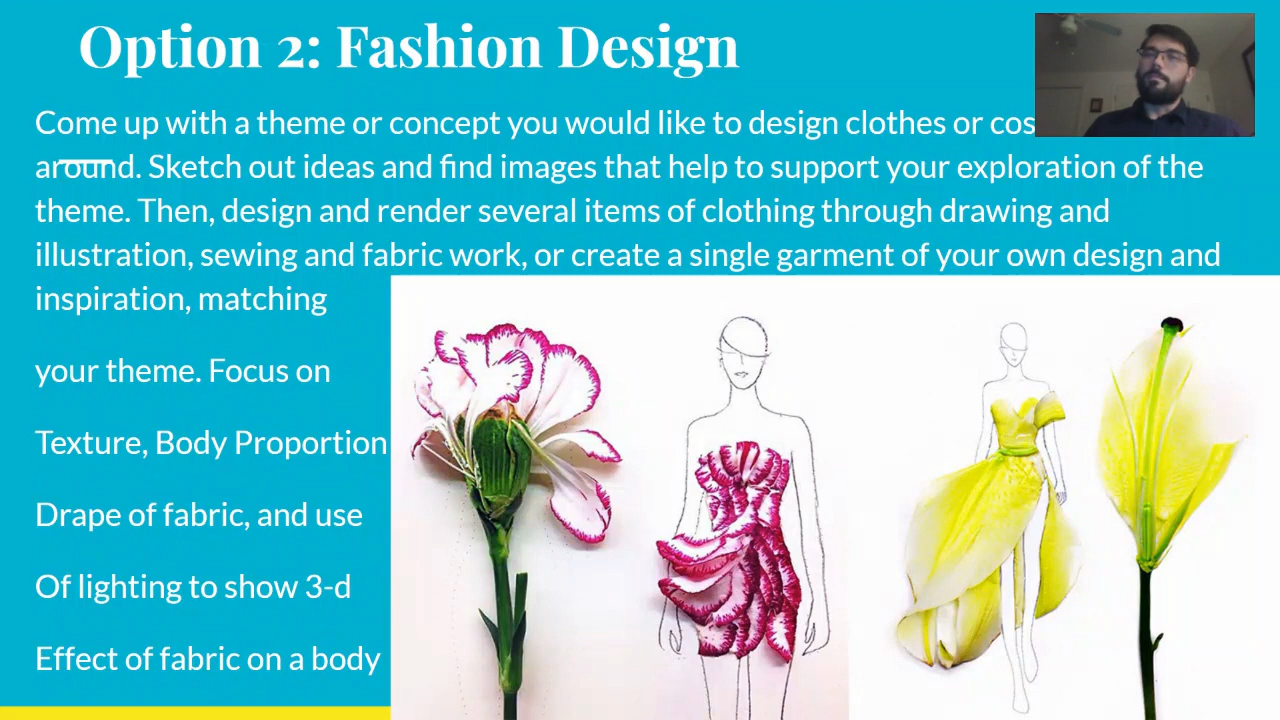 Option 2: Fashion Design
Come up with a theme or concept you would like to design clothes or cos
around. Sketch out ideas and find images that help to support your exploration of the
theme. Then, design and render several items of clothing through drawing and
illustration, sewing and fabric work, or create a single garment of your own design and
inspiration, matching
your theme. Focus on
Texture, Body Proportion
Drape of fabric, and use
Of lighting to show 3-d
Effect of fabric on a body